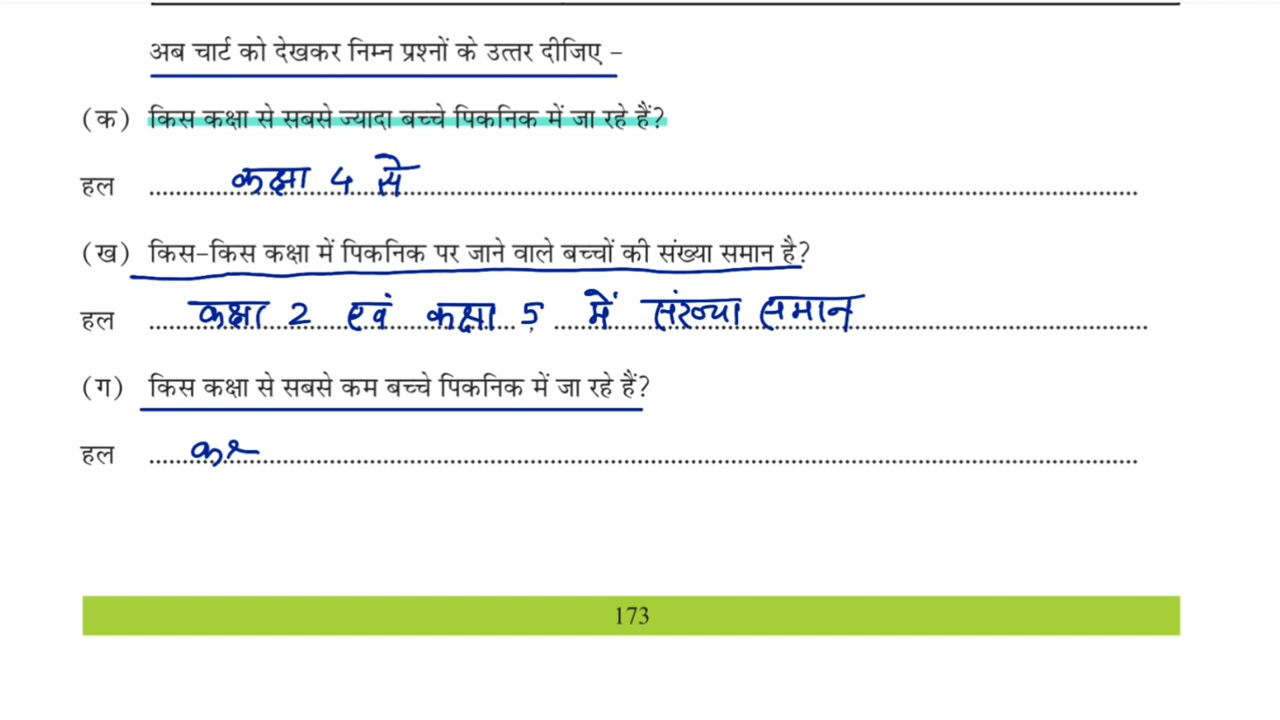 अब चार्ट को देखकर निम्न प्रश्नों के उत्तर दीजिए –
(क) किस कक्षा से सबसे ज्यादा बच्चे पिकनिक में जा रहे हैं?
हल कक्षा 4 से
(ख) किस-किस कक्षा में पिकनिक पर जाने वाले बच्चों की संख्या समान है?
हल कक्षा 2 एवं कक्षा 5 में संख्या समान
(ग) किस कक्षा से सबसे कम बच्चे पिकनिक में जा रहे हैं?
हल
173